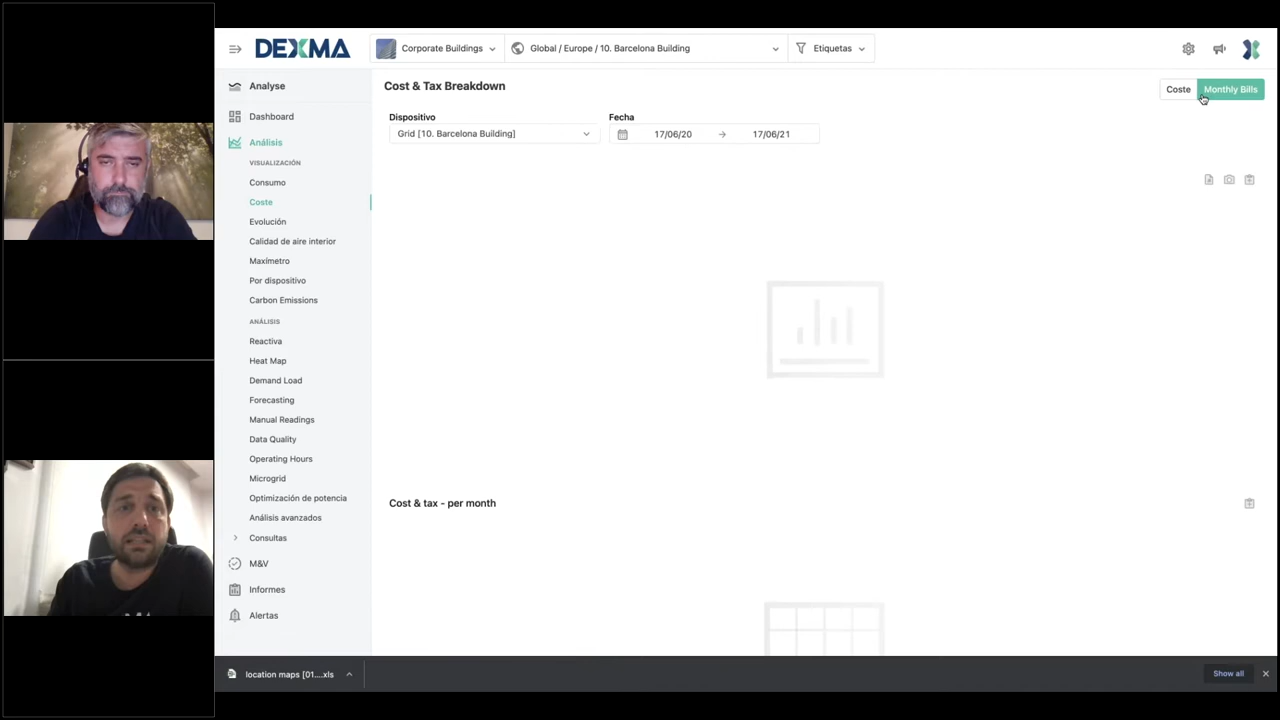 DEXMA
Corporate Buildings
Global / Europe / 10. Barcelona Building
Etiquetas
Analyse
Dashboard
Análisis
VISUALIZACIÓN
Consumo
Coste
Evolución
Calidad de aire interior
Maxímetro
Por dispositivo
Carbon Emissions
ANÁLISIS
Reactiva
Heat Map
Demand Load
Forecasting
Manual Readings
Data Quality
Operating Hours
Microgrid
Optimización de potencia
Análisis avanzados
Consultas
M&V
Informes
Alertas
Cost & Tax Breakdown
Coste
Monthly Bills
Dispositivo
Fecha
Grid [10. Barcelona Building]
17/06/20
17/06/21
Cost & tax - per month
location maps [01....xls
Show all